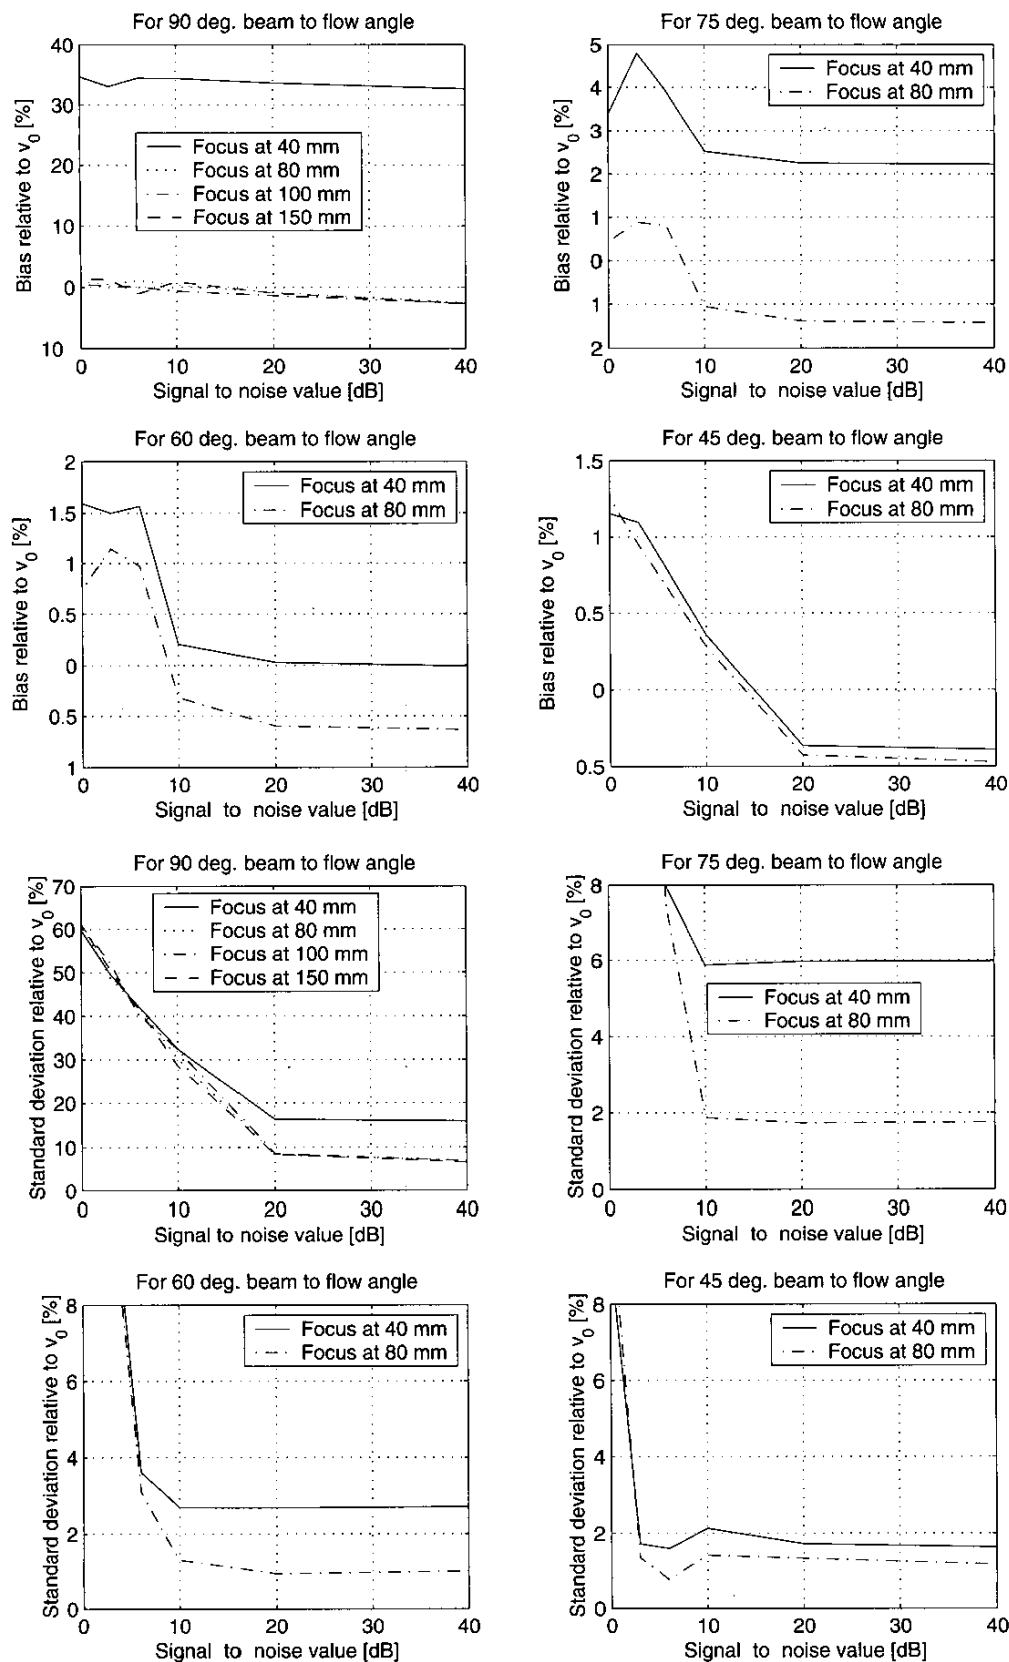 For 90 deg. beam to flow angle
Bias relative to v0 [%]
40
30
20
10
0
10
Focus at 40 mm
Focus at 80 mm
Focus at 100 mm
Focus at 150 mm
0 10 20 30 40
Signal to noise value [dB]
For 75 deg. beam to flow angle
Bias relative to v0 [%]
5
4
3
2
1
0
1
2
Focus at 40 mm
Focus at 80 mm
0 10 20 30 40
Signal to noise value [dB]
For 60 deg. beam to flow angle
Bias relative to v0 [%]
2
1.5
1
0.5
0
0.5
1
Focus at 40 mm
Focus at 80 mm
0 10 20 30 40
Signal to noise value [dB]
For 45 deg. beam to flow angle
Bias relative to v0 [%]
1.5
1
0.5
0
0.5
Focus at 40 mm
Focus at 80 mm
0 10 20 30 40
Signal to noise value [dB]
For 90 deg. beam to flow angle
Standard deviation relative to v0 [%]
70
60
50
40
30
20
10
0
Focus at 40 mm
Focus at 80 mm
Focus at 100 mm
Focus at 150 mm
0 10 20 30 40
Signal to noise value [dB]
For 75 deg. beam to flow angle
Standard deviation relative to v0 [%]
8
6
4
2
0
Focus at 40 mm
Focus at 80 mm
0 10 20 30 40
Signal to noise value [dB]
For 60 deg. beam to flow angle
Standard deviation relative to v0 [%]
8
6
4
2
0
Focus at 40 mm
Focus at 80 mm
0 10 20 30 40
Signal to noise value [dB]
For 45 deg. beam to flow angle
Standard deviation relative to v0 [%]
8
6
4
2
0
Focus at 40 mm
Focus at 80 mm
0 10 20 30 40
Signal to noise value [dB]